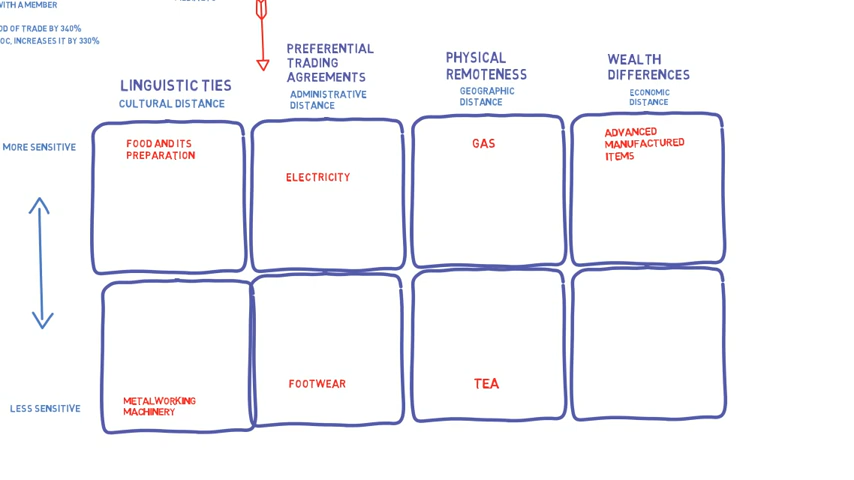 WITH A MEMBER
OD OF TRADE BY 340%
OC, INCREASES IT BY 330%
LINGUISTIC TIES
CULTURAL DISTANCE
PREFERENTIAL
TRADING
AGREEMENTS
ADMINISTRATIVE
DISTANCE
PHYSICAL
REMOTENESS
GEOGRAPHIC
DISTANCE
WEALTH
DIFFERENCES
ECONOMIC
DISTANCE
MORE SENSITIVE
FOOD AND ITS
PREPARATION
ELECTRICITY
GAS
ADVANCED
MANUFACTURED
ITEMS
LESS SENSITIVE
METALWORKING
MACHINERY
FOOTWEAR
TEA